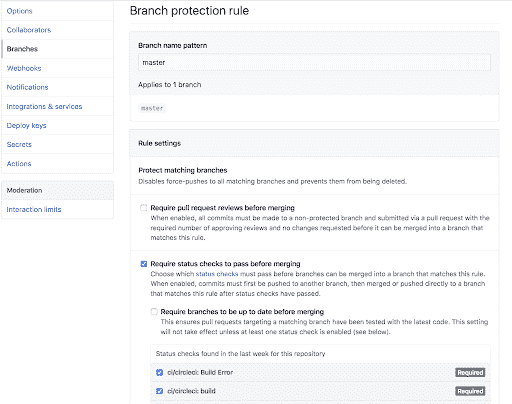 Options
Collaborators
Branches
Webhooks
Notifications
Integrations & services
Deploy keys
Secrets
Actions
Moderation
Interaction limits
Branch protection rule
Branch name pattern
master
Applies to 1 branch
master
Rule settings
Protect matching branches
Disables force-pushes to all matching branches and prevents them from being deleted.
Require pull request reviews before merging
When enabled, all commits must be made to a non-protected branch and submitted via a pull request with the
required number of approving reviews and no changes requested before it can be merged into a branch that
matches this rule.
Require status checks to pass before merging
Choose which status checks must pass before branches can be merged into a branch that matches this rule.
When enabled, commits must first be pushed to another branch, then merged or pushed directly to a branch
that matches this rule after status checks have passed.
Require branches to be up to date before merging
This ensures pull requests targeting a matching branch have been tested with the latest code. This setting
will not take effect unless at least one status check is enabled (see below).
Status checks found in the last week for this repository
ci/circleci: Build Error Required
ci/circleci: build Required